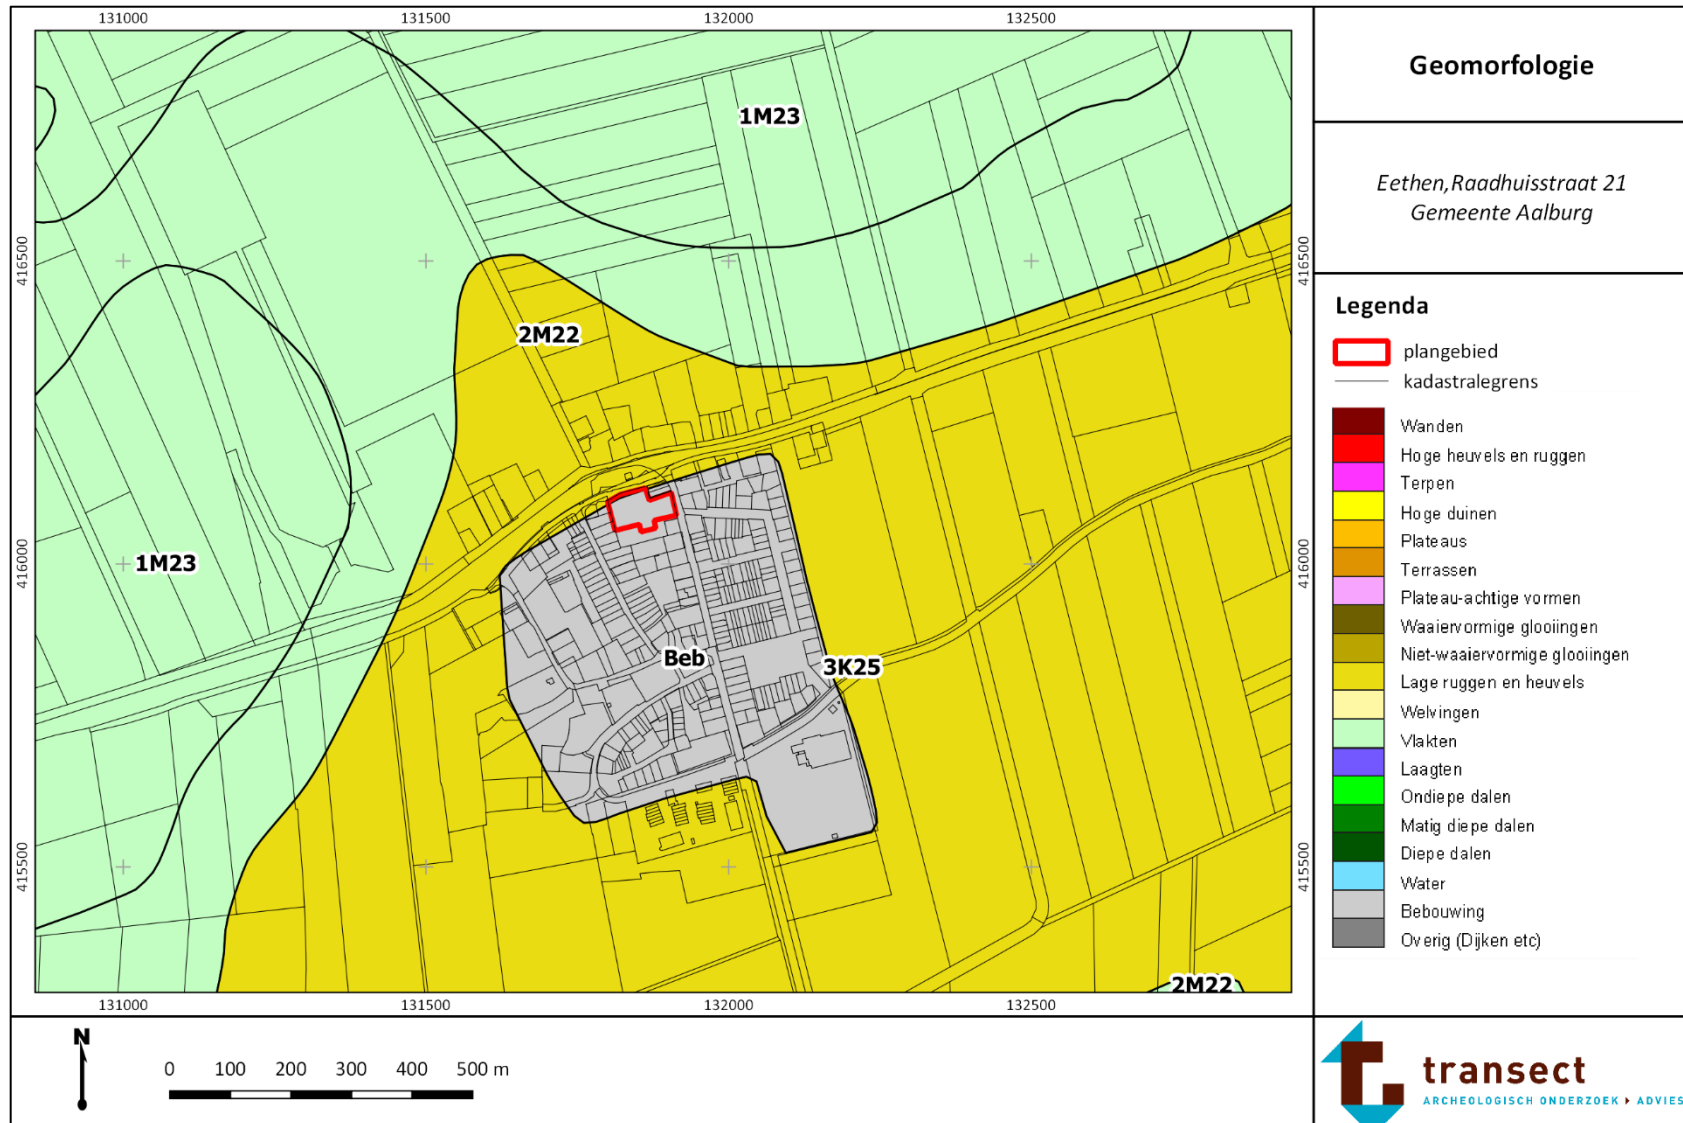 131000 131500 132000 132500
1M23
416500 416500
2M22
416000 416000
1M23
Beb
3K25
415500 415500
2M22
131000 131500 132000 132500
N
0 100 200 300 400 500 m
Geomorfologie
Eethen,Raadhuisstraat 21
Gemeente Aalburg
Legenda
plangebied
kadastralegrens
Wanden
Hoge heuvels en ruggen
Terpen
Hoge duinen
Plateaus
Terrassen
Plateau-achtige vormen
Waaiervormige glooiingen
Niet-waaiervormige glooiingen
Lage ruggen en heuvels
Welvingen
Vlakten
Laagten
Ondiepe dalen
Matig diepe dalen
Diepe dalen
Water
Bebouwing
Overig (Dijken etc)
transect
ARCHEOLOGISCH ONDERZOEK ▸ ADVIES